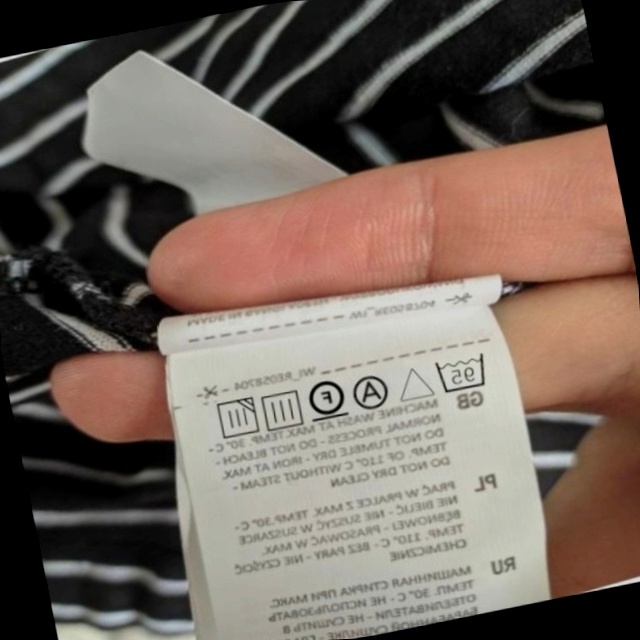 WI_REOS8704
95
A
F
GB
MACHINE WASH AT MAX. TEMP. 30° C -
NORMAL PROCESS - DO NOT BLEACH -
DO NOT TUMBLE DRY - IRON AT MAX.
TEMP. OF 110° C WITHOUT STEAM -
DO NOT DRY CLEAN
PL
PRAĆ W PRALCE Z MAX. TEMP. 30° C -
NIE BIELIĆ - NIE SUSZYĆ W SUSZARCE
BĘBNOWEJ - PRASOWAĆ W MAX.
TEMP. 110° C - BEZ PARY - NIE CZYŚCIĆ
CHEMICZNIE
RU
МАШИННАЯ СТИРКА ПРИ МАКС.
ТЕМП. 30° C - НЕ ИСПОЛЬЗОВАТЬ
ОТБЕЛИВАТЕЛИ - НЕ СУШИТЬ В